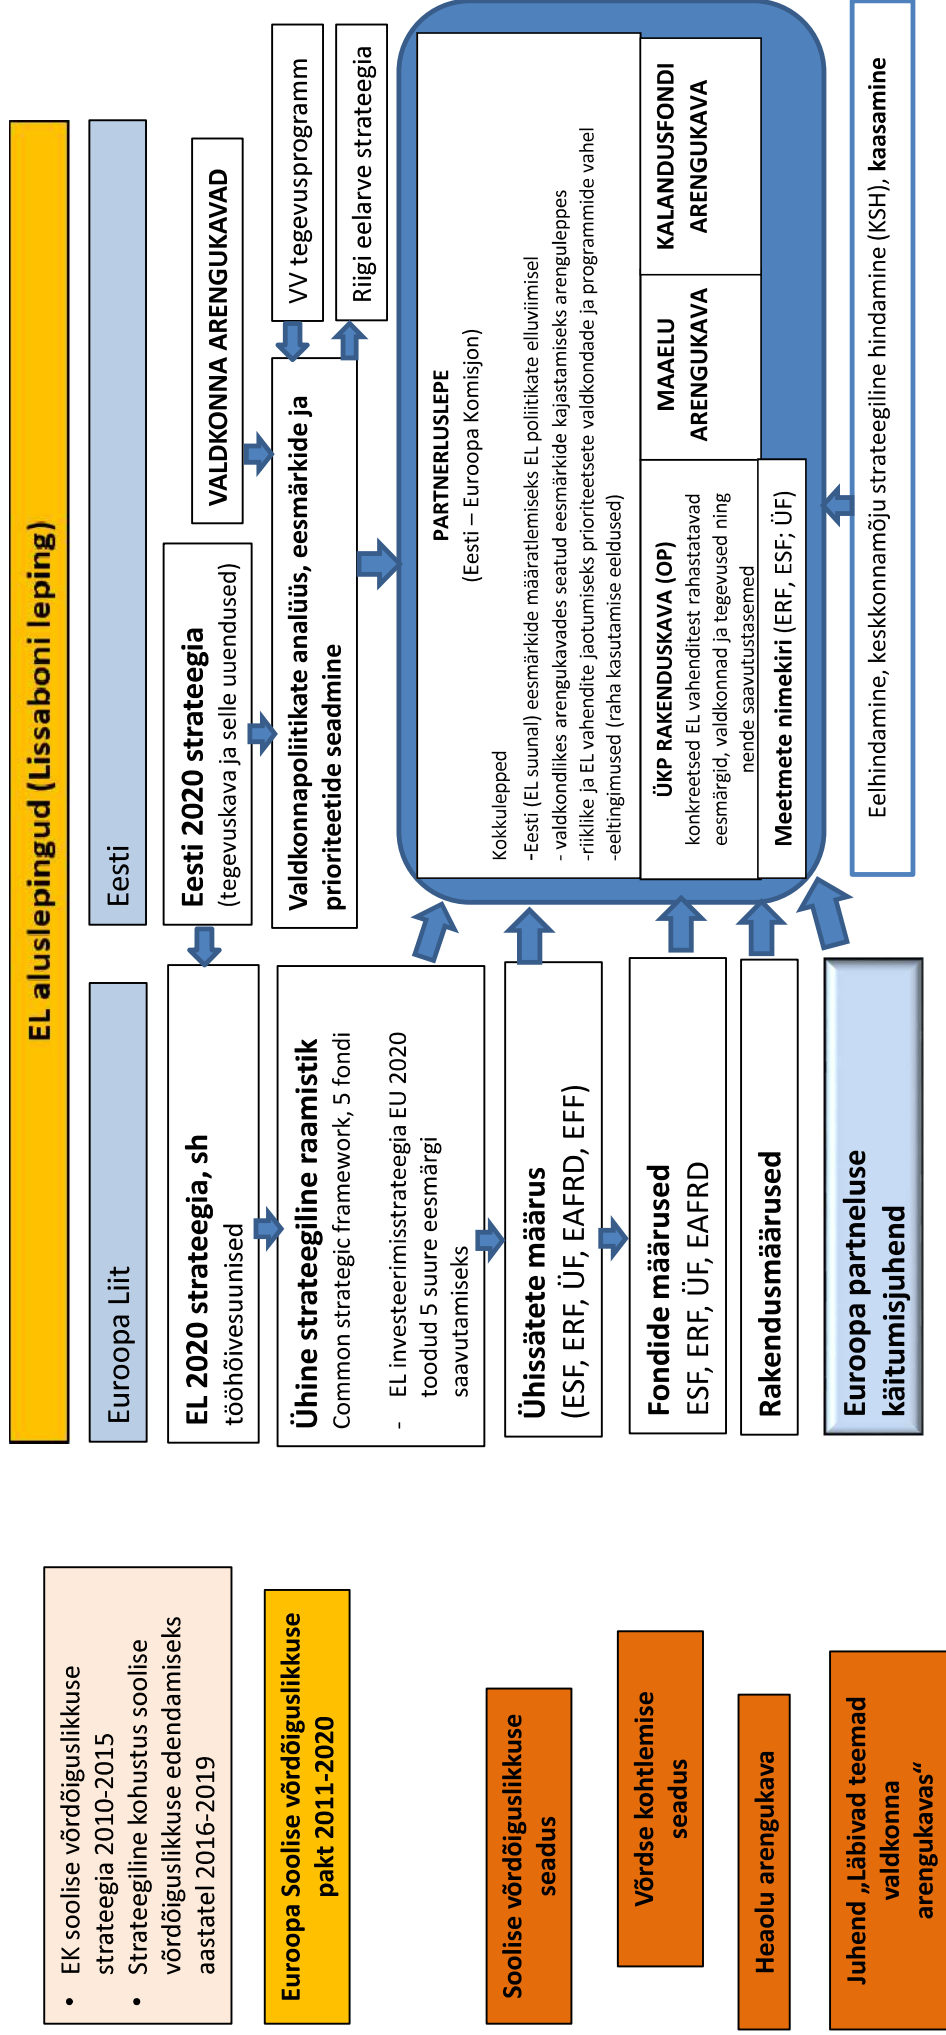 EL aluslepingud (Lissaboni leping)
• EK soolise võrdõiguslikkuse
strateegia 2010-2015
• Strateegiline kohustus soolise
võrdõiguslikkuse edendamiseks
aastatel 2016-2019
Euroopa Soolise võrdõiguslikkuse
pakt 2011-2020
Soolise võrdõiguslikkuse
seadus
Võrdse kohtlemise
seadus
Heaolu arengukava
Juhend „Läbivad teemad
valdkonna
arengukavas“
Euroopa Liit
EL 2020 strateegia, sh
tööhõivesuunised
Ühine strateegiline raamistik
Common strategic framework, 5 fondi
- EL investeerimisstrateegia EU 2020
toodud 5 suure eesmärgi
saavutamiseks
Ühissätete määrus
(ESF, ERF, ÜF, EAFRD, EFF)
Fondide määrused
ESF, ERF, ÜF, EAFRD
Rakendusmäärused
Europa partneluse
käitumisjuhend
Eesti
Eesti 2020 strateegia
(tegevuskava ja selle uuendused)
VALDKONNA ARENGUKAVAD
Valdkonnapoliitikate analüüs, eesmärkide ja
prioriteetide seadmine
VV tegevusprogramm
Riigi eelarve strateegia
PARTNERLUSLEPE
(Eesti – Euroopa Komisjon)
Kokkulepped
-Eesti (EL suunal) eesmärkide määratlemiseks EL poliitikate elluviimisel
- valdkondlikes arengukavades seatud eesmärkide kajastamiseks arenguleppes
-riiklike ja EL vahendite jaotumiseks prioriteetsete valdkondade ja programmide vahel
-eeltingimused (raha kasutamise eeldused)
ÜKP RAKENDUSKAVA (OP)
konkreetsed EL vahenditest rahastatavad
eesmärgid, valdkonnad ja tegevused ning
nende saavutustasemed
Meetmete nimekiri (ERF, ESF; ÜF)
MAAELU
ARENGUKAVA
KALANDUSFONDI
ARENGUKAVA
Eelhindamine, keskkonnamõju strateegiline hindamine (KSH), kaasamine